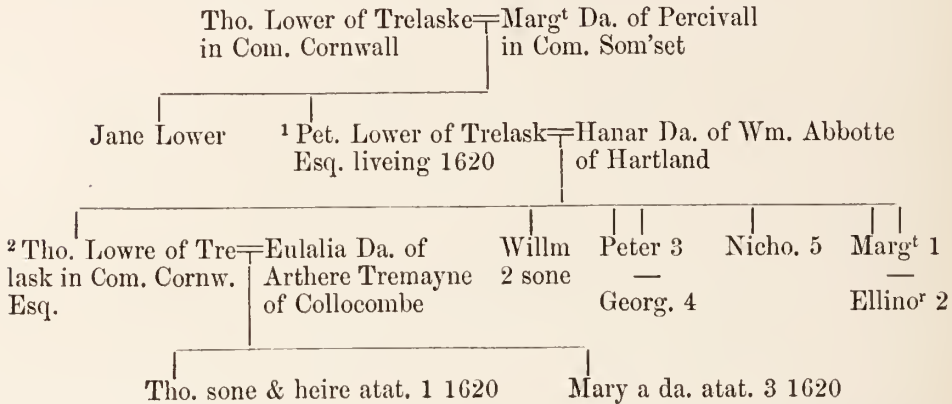 Tho. Lower of Trelaske
in Com. Cornwall
Margᵗ Da. of Percivall
in Com. Som'set
Jane Lower
¹ Pet. Lower of Trelask
Esq. liveing 1620
Hanar Da. of Wm. Abbotte
of Hartland
² Tho. Lowre of Tre
lask in Com. Cornw.
Esq.
Eulalia Da. of
Arthere Tremayne
of Collocombe
Willm
2 sone
Peter 3
—
Georg. 4
Nicho. 5
Margᵗ 1
—
Ellinoʳ 2
Tho. sone & heire atat. 1 1620
Mary a da. atat. 3 1620